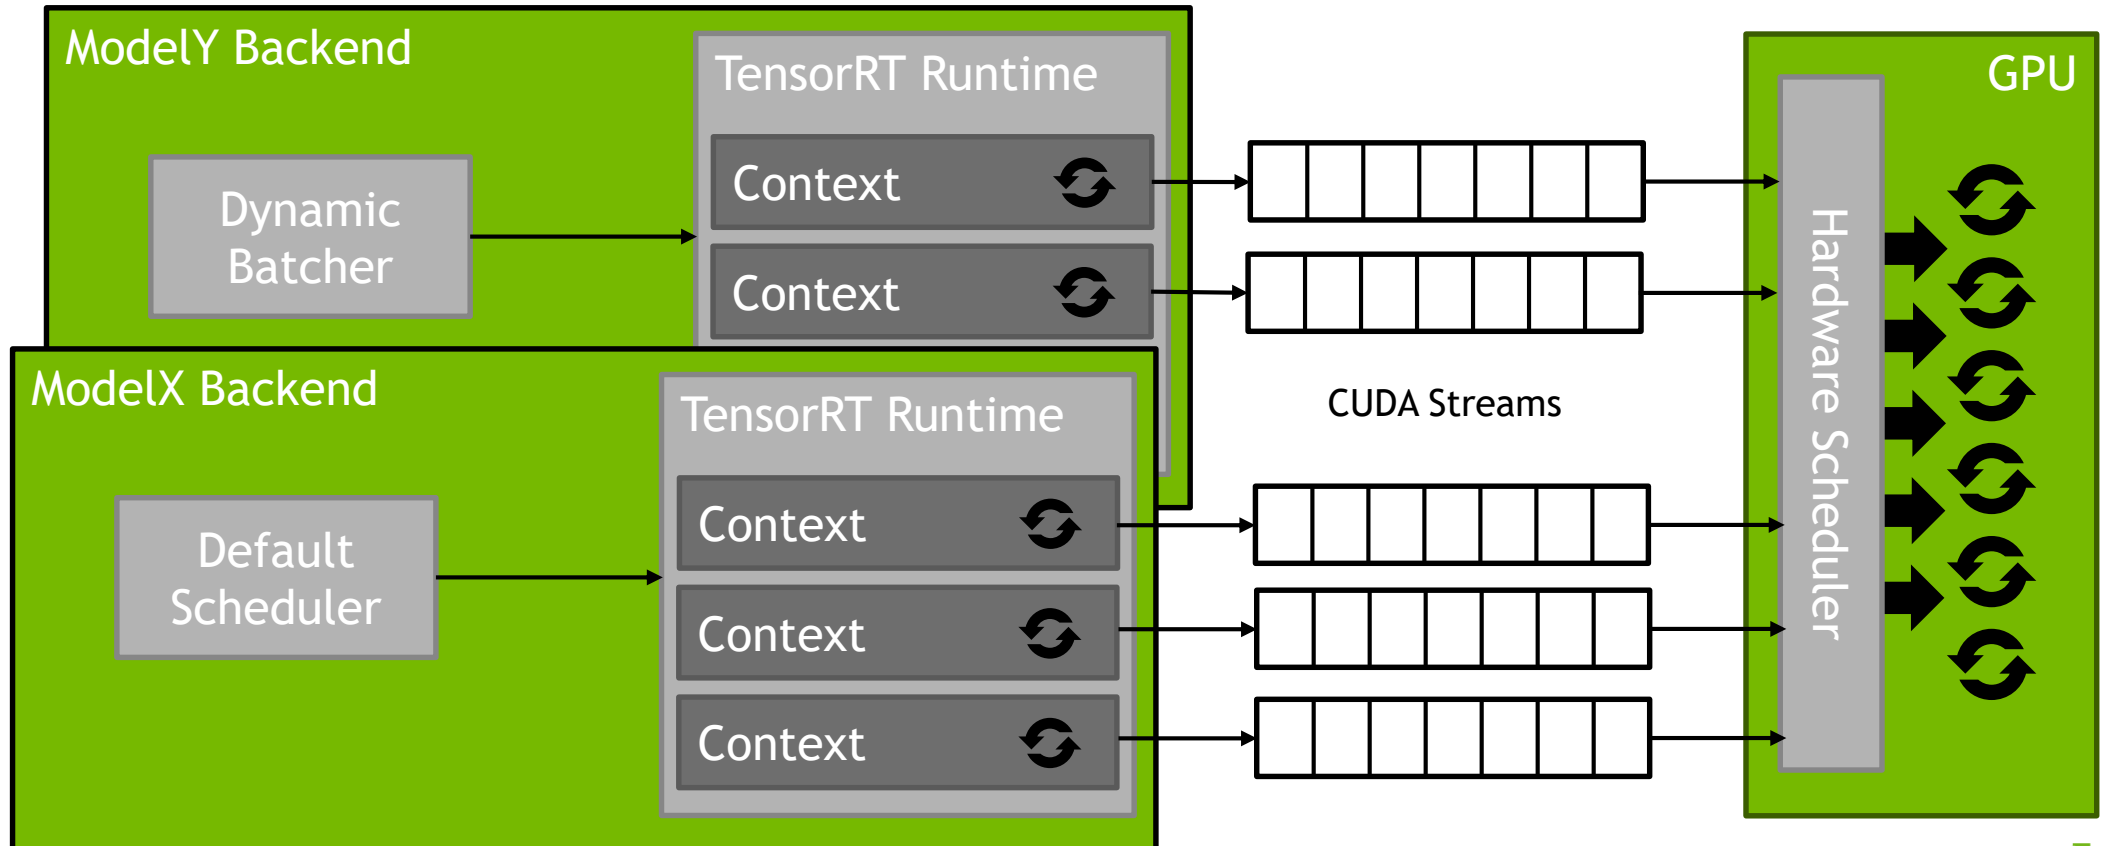 ModelY Backend
TensorRT Runtime
GPU
Context
Dynamic
Batcher
Context
Hardware Scheduler
CUDA Streams
ModelX Backend
TensorRT Runtime
Default
Scheduler
Context
Context
Context